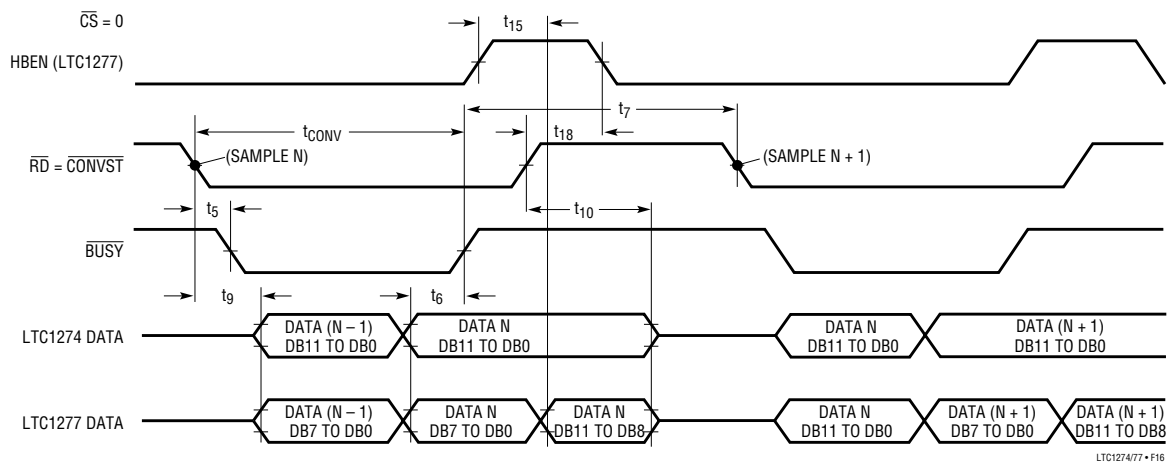 CS = 0
t15
HBEN (LTC1277)
t7
tCONV
t18
(SAMPLE N)
(SAMPLE N + 1)
RD = CONVST
t5
t10
BUSY
t9
t6
LTC1274 DATA
DATA (N – 1)
DB11 TO DB0
DATA N
DB11 TO DB0
DATA N
DB11 TO DB0
DATA (N + 1)
DB11 TO DB0
LTC1277 DATA
DATA (N – 1)
DB7 TO DB0
DATA N
DB7 TO DB0
DATA N
DB11 TO DB8
DATA N
DB11 TO DB0
DATA (N + 1)
DB7 TO DB0
DATA (N + 1)
DB11 TO DB8
LTC1274/77 • F16